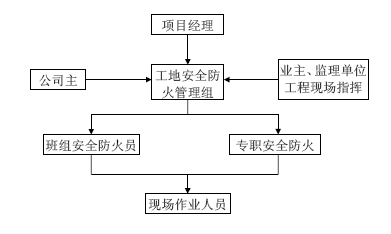 项目经理
公司主
工地安全防
火管理组
业主、监理单位
工程现场指挥
班组安全防火员
专职安全防火
现场作业人员